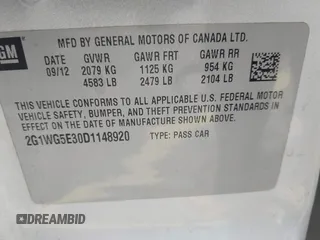 GM
MFD BY GENERAL MOTORS OF CANADA LTD.
DATE GVWR GAWR FRT GAWR RR
09/12 2079 KG 1125 KG 954 KG
4583 LB 2479 LB 2104 LB
THIS VEHICLE CONFORMS TO ALL APPLICABLE U.S. FEDERAL MOTOR
VEHICLE SAFETY, BUMPER, AND THEFT PREVENTION STANDARDS IN
EFFECT ON THE DATE OF MANUFACTURE SHOWN ABOVE.
2G1WG5E30D1148920 TYPE: PASS CAR
DREAMBID